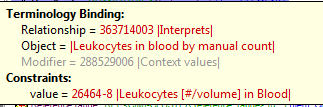 Terminology Binding:
Relationship = 363714003 |Interprets|
Object = |Leukocytes in blood by manual count|
Modifier = 288529006 |Context values|
Constraints:
value = 26464-8 |Leukocytes [#/volume] in Blood|